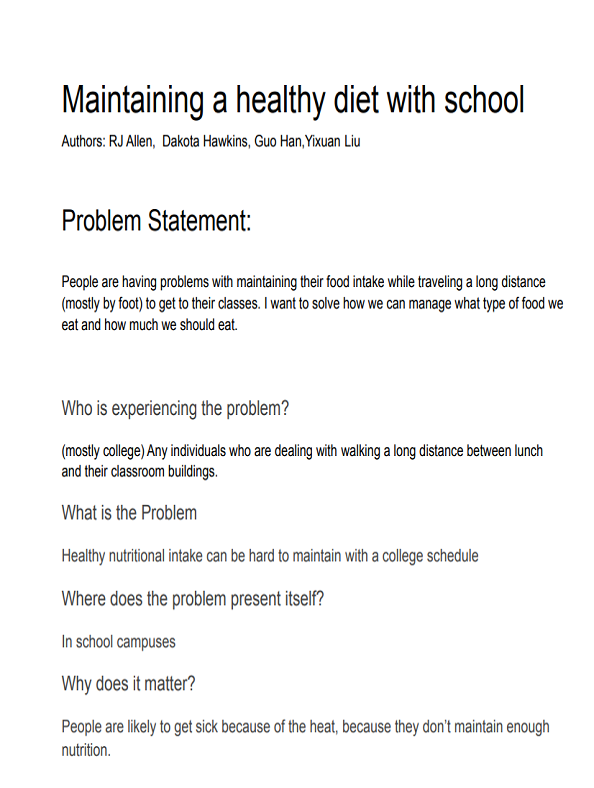 Maintaining a healthy diet with school
Authors: RJ Allen,  Dakota Hawkins, Guo Han,Yixuan Liu
Problem Statement:
People are having problems with maintaining their food intake while traveling a long distance
(mostly by foot) to get to their classes. I want to solve how we can manage what type of food we
eat and how much we should eat.
Who is experiencing the problem?
(mostly college) Any individuals who are dealing with walking a long distance between lunch
and their classroom buildings.
What is the Problem
Healthy nutritional intake can be hard to maintain with a college schedule
Where does the problem present itself?
In school campuses
Why does it matter?
People are likely to get sick because of the heat, because they don’t maintain enough
nutrition.